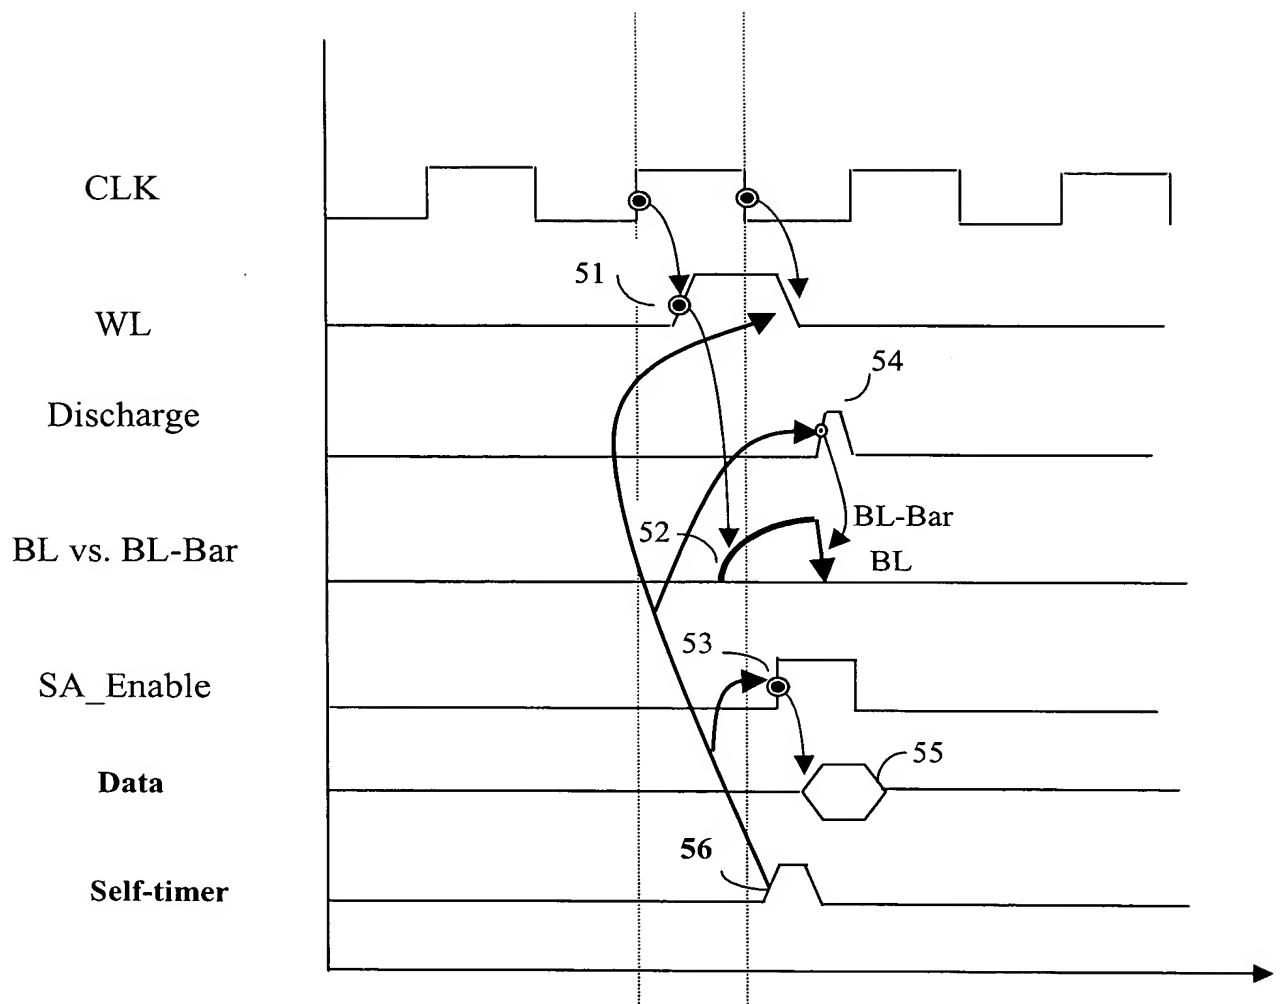 CLK
51
WL
54
Discharge
52
BL-Bar
BL vs. BL-Bar
BL
53
SA_Enable
55
Data
56
Self-timer